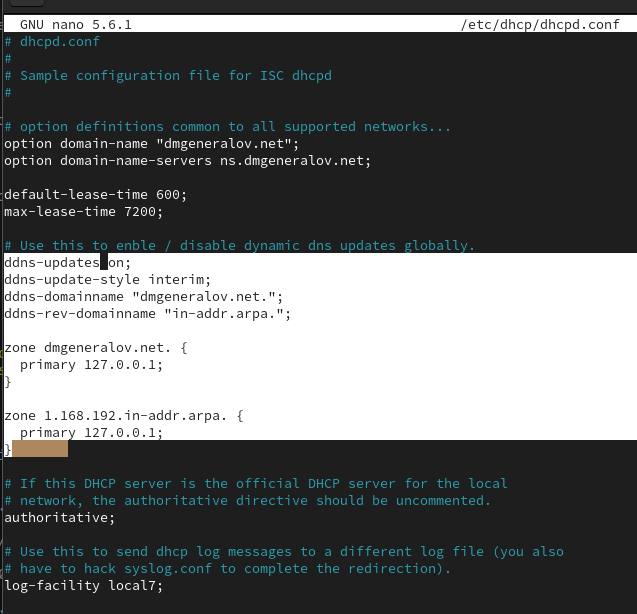 GNU nano 5.6.1 /etc/dhcp/dhcpd.conf
# dhcpd.conf
#
# Sample configuration file for ISC dhcpd
#
# option definitions common to all supported networks...
option domain-name "dmgeneralov.net";
option domain-name-servers ns.dmgeneralov.net;
default-lease-time 600;
max-lease-time 7200;
# Use this to enble / disable dynamic dns updates globally.
ddns-updates on;
ddns-update-style interim;
ddns-domainname "dmgeneralov.net.";
ddns-rev-domainname "in-addr.arpa.";
zone dmgeneralov.net. {
  primary 127.0.0.1;
}
zone 1.168.192.in-addr.arpa. {
  primary 127.0.0.1;
}
# If this DHCP server is the official DHCP server for the local
# network, the authoritative directive should be uncommented.
authoritative;
# Use this to send dhcp log messages to a different log file (you also
# have to hack syslog.conf to complete the redirection).
log-facility local7;